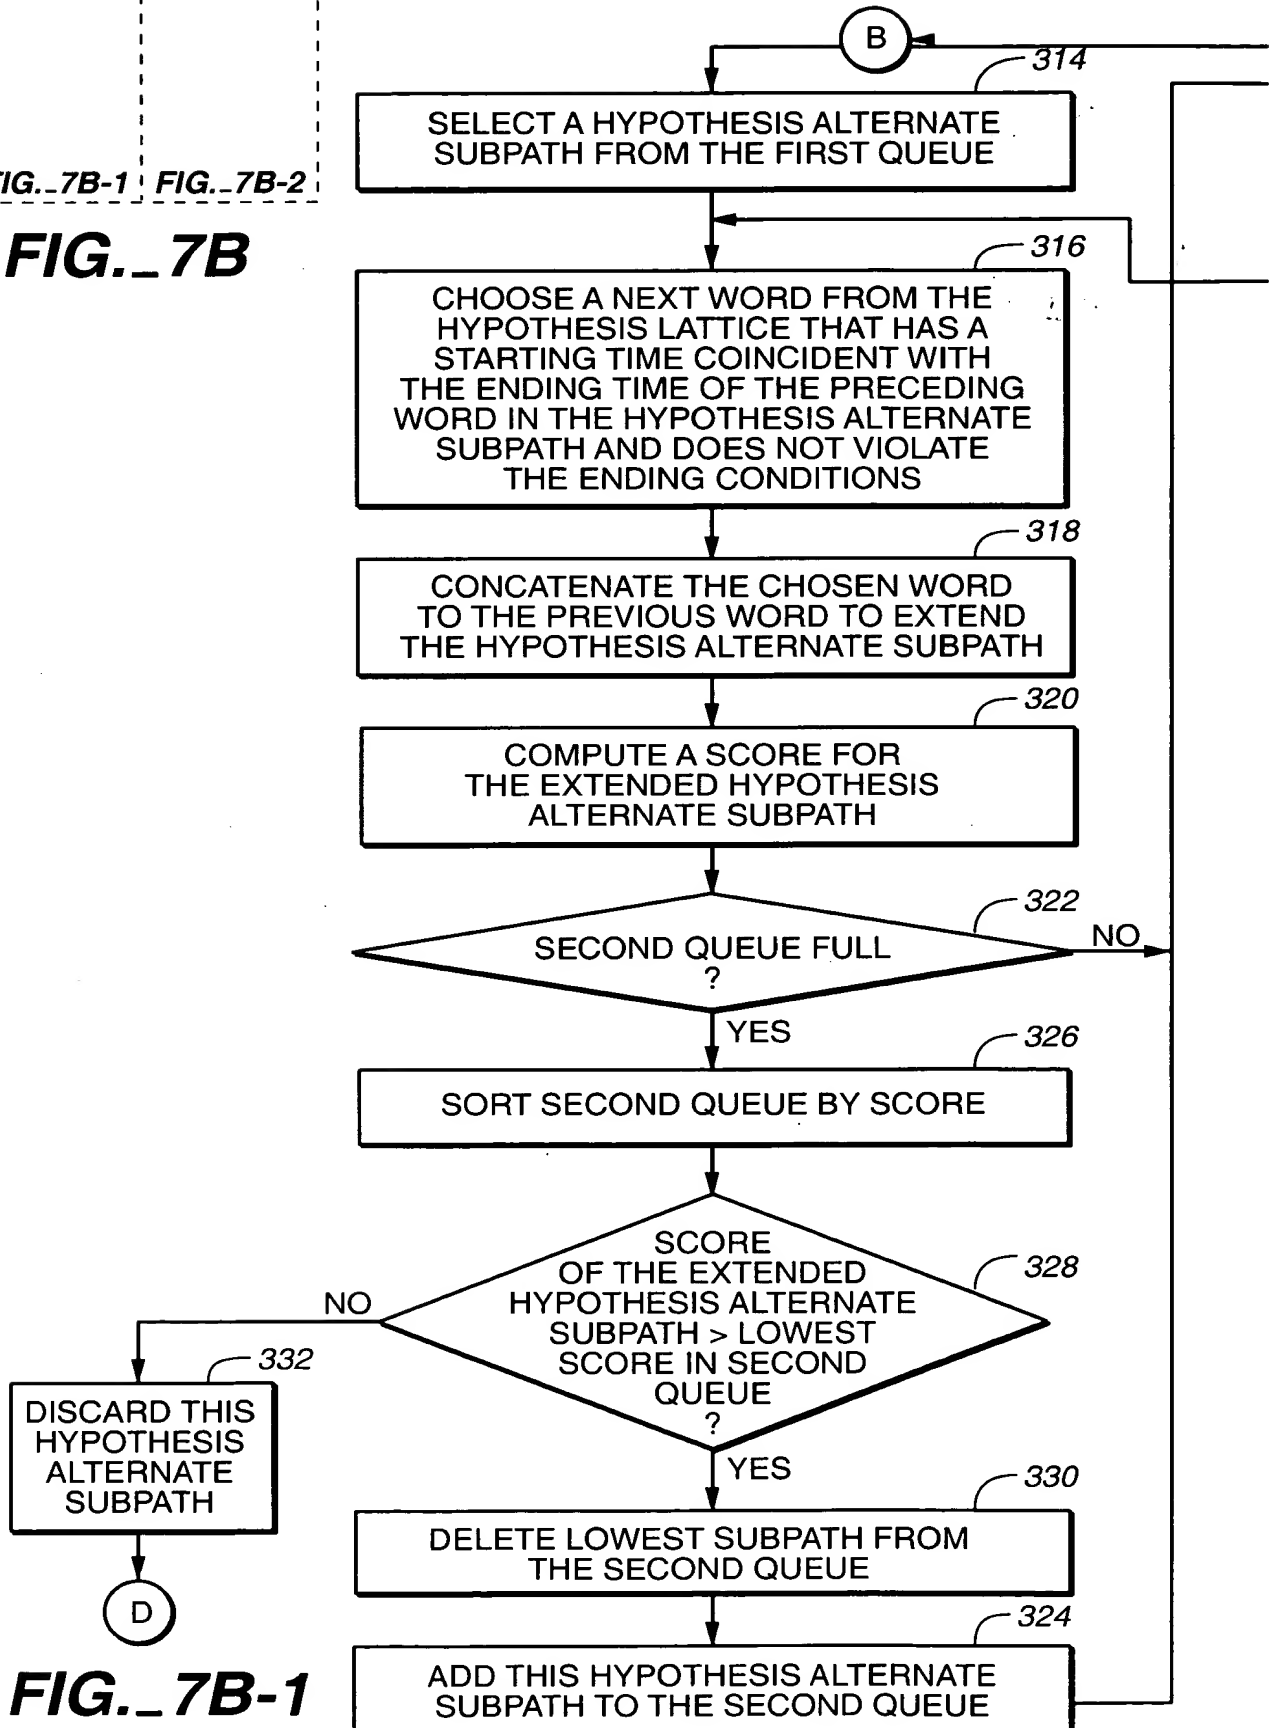 B
314
SELECT A HYPOTHESIS ALTERNATE
SUBPATH FROM THE FIRST QUEUE
FIG._7B-1
FIG._7B-2
FIG._7B
316
CHOOSE A NEXT WORD FROM THE
HYPOTHESIS LATTICE THAT HAS A
STARTING TIME COINCIDENT WITH
THE ENDING TIME OF THE PRECEDING
WORD IN THE HYPOTHESIS ALTERNATE
SUBPATH AND DOES NOT VIOLATE
THE ENDING CONDITIONS
318
CONCATENATE THE CHOSEN WORD
TO THE PREVIOUS WORD TO EXTEND
THE HYPOTHESIS ALTERNATE SUBPATH
320
COMPUTE A SCORE FOR
THE EXTENDED HYPOTHESIS
ALTERNATE SUBPATH
322
SECOND QUEUE FULL
?
NO
YES
326
SORT SECOND QUEUE BY SCORE
328
SCORE
OF THE EXTENDED
HYPOTHESIS ALTERNATE
SUBPATH > LOWEST
SCORE IN SECOND
QUEUE
?
NO
332
DISCARD THIS
HYPOTHESIS
ALTERNATE
SUBPATH
D
YES
330
DELETE LOWEST SUBPATH FROM
THE SECOND QUEUE
324
ADD THIS HYPOTHESIS ALTERNATE
SUBPATH TO THE SECOND QUEUE
FIG._7B-1